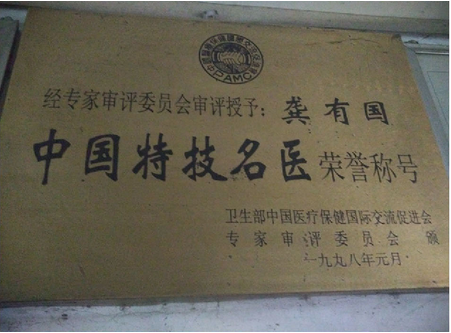 PAMC
经专家审评委员会审评授予：龚有国
中国特技名医荣誉称号
卫生部中国医疗保健国际交流促进会
专家审评委员会 颁
一九九八年元月